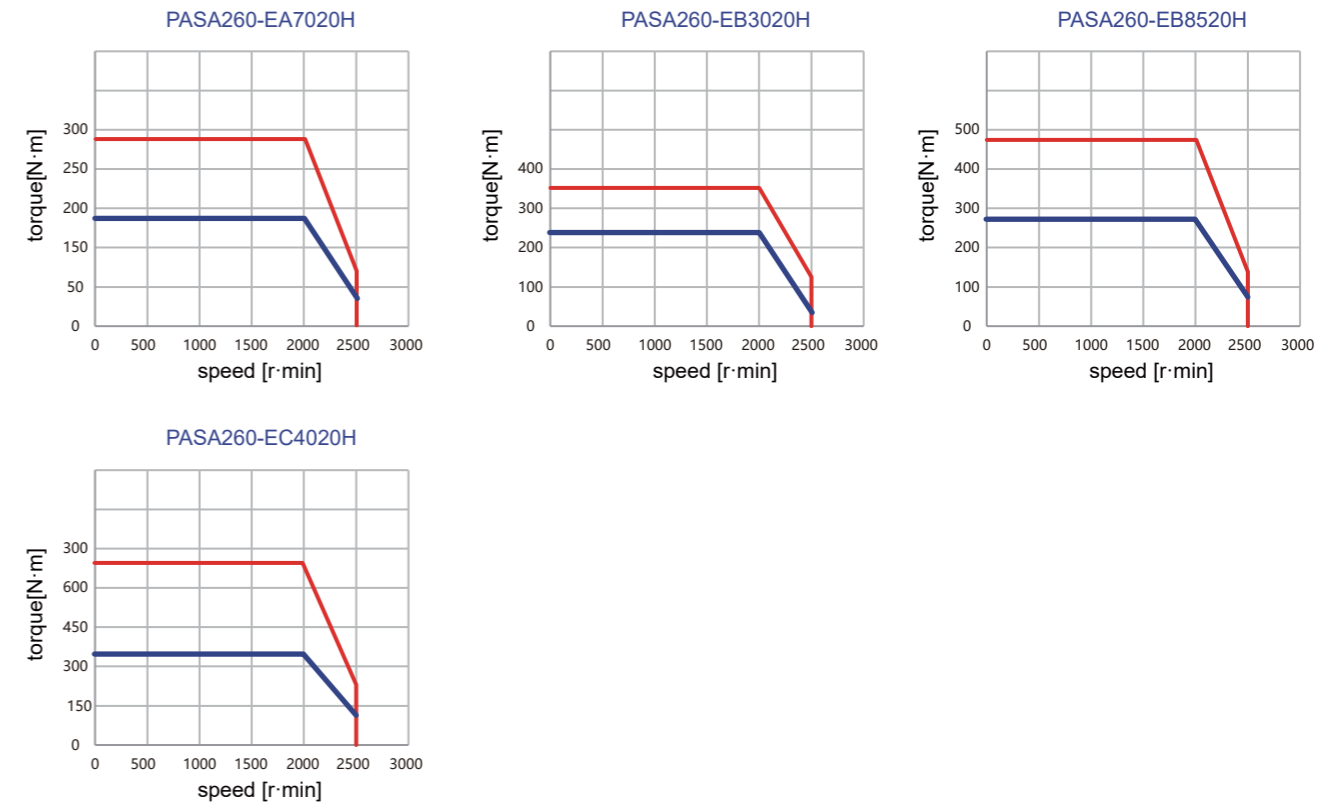 PASA260-EA7020H
torque[N·m]
300
250
200
150
50
0
0 500 1000 1500 2000 2500 3000
speed [r·min]
PASA260-EB3020H
torque[N·m]
400
300
200
100
0
0 500 1000 1500 2000 2500 3000
speed [r·min]
PASA260-EB8520H
torque[N·m]
500
400
300
200
100
0
0 500 1000 1500 2000 2500 3000
speed [r·min]
PASA260-EC4020H
torque[N·m]
300
600
450
300
150
0
0 500 1000 1500 2000 2500 3000
speed [r·min]